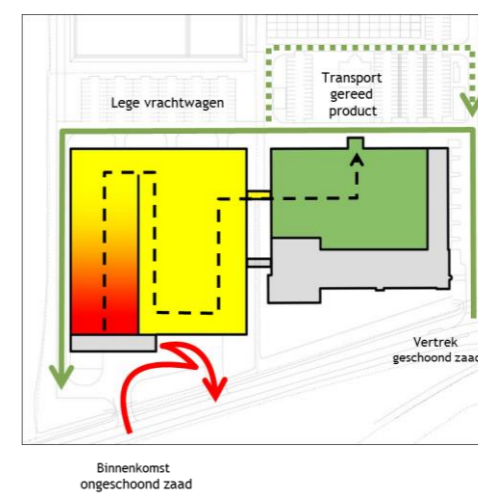 Transport
gereed
product
Lege vrachtwagen
Vertrek
geschoond zaad
Binnenkomst
ongeschoond zaad